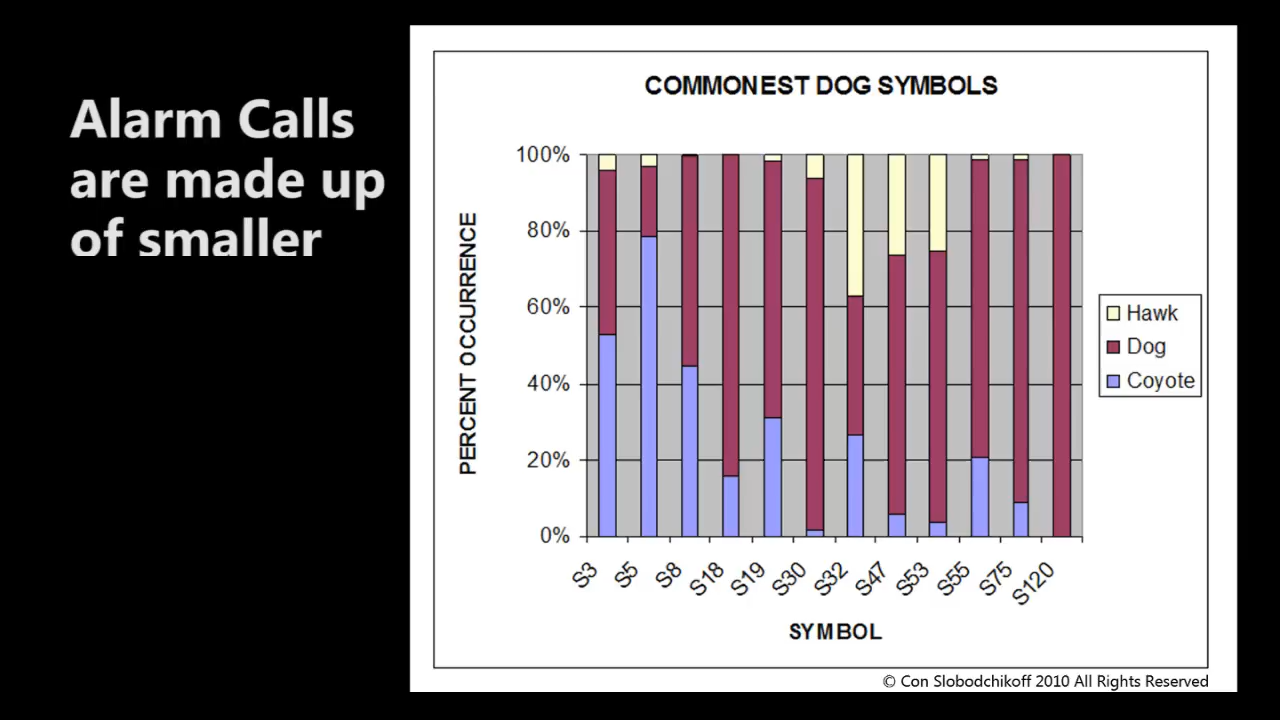 Alarm Calls
are made up
of smaller
COMMONEST DOG SYMBOLS
PERCENT OCCURRENCE
100%
80%
60%
40%
20%
0%
S3
S5
S8
S18
S19
S30
S32
S47
S53
S55
S75
S120
SYMBOL
Hawk
Dog
Coyote
© Con Slobodchikoff 2010 All Rights Reserved